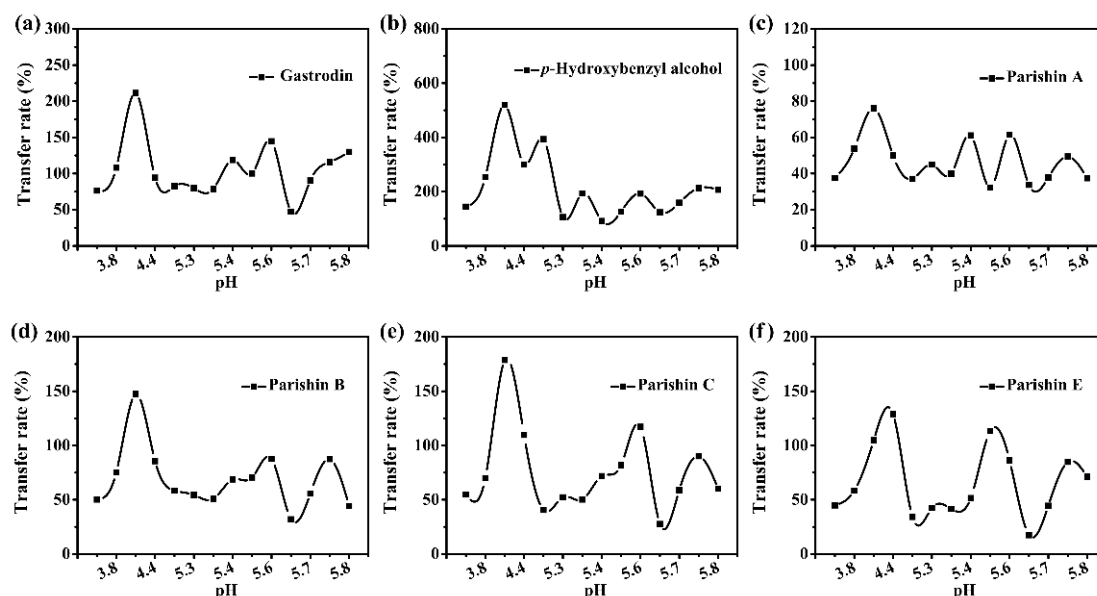 (a)
300
250
200
150
100
50
0
Transfer rate (%)
Gastrodin
3.8 4.4 5.3 5.4 5.6 5.7 5.8
pH
(b)
800
600
400
200
0
Transfer rate (%)
p-Hydroxybenzyl alcohol
3.8 4.4 5.3 5.4 5.6 5.7 5.8
pH
(c)
120
100
80
60
40
20
0
Transfer rate (%)
Parishin A
3.8 4.4 5.3 5.4 5.6 5.7 5.8
pH
(d)
200
150
100
50
0
Transfer rate (%)
Parishin B
3.8 4.4 5.3 5.4 5.6 5.7 5.8
pH
(e)
200
150
100
50
0
Transfer rate (%)
Parishin C
3.8 4.4 5.3 5.4 5.6 5.7 5.8
pH
(f)
200
150
100
50
0
Transfer rate (%)
Parishin E
3.8 4.4 5.3 5.4 5.6 5.7 5.8
pH